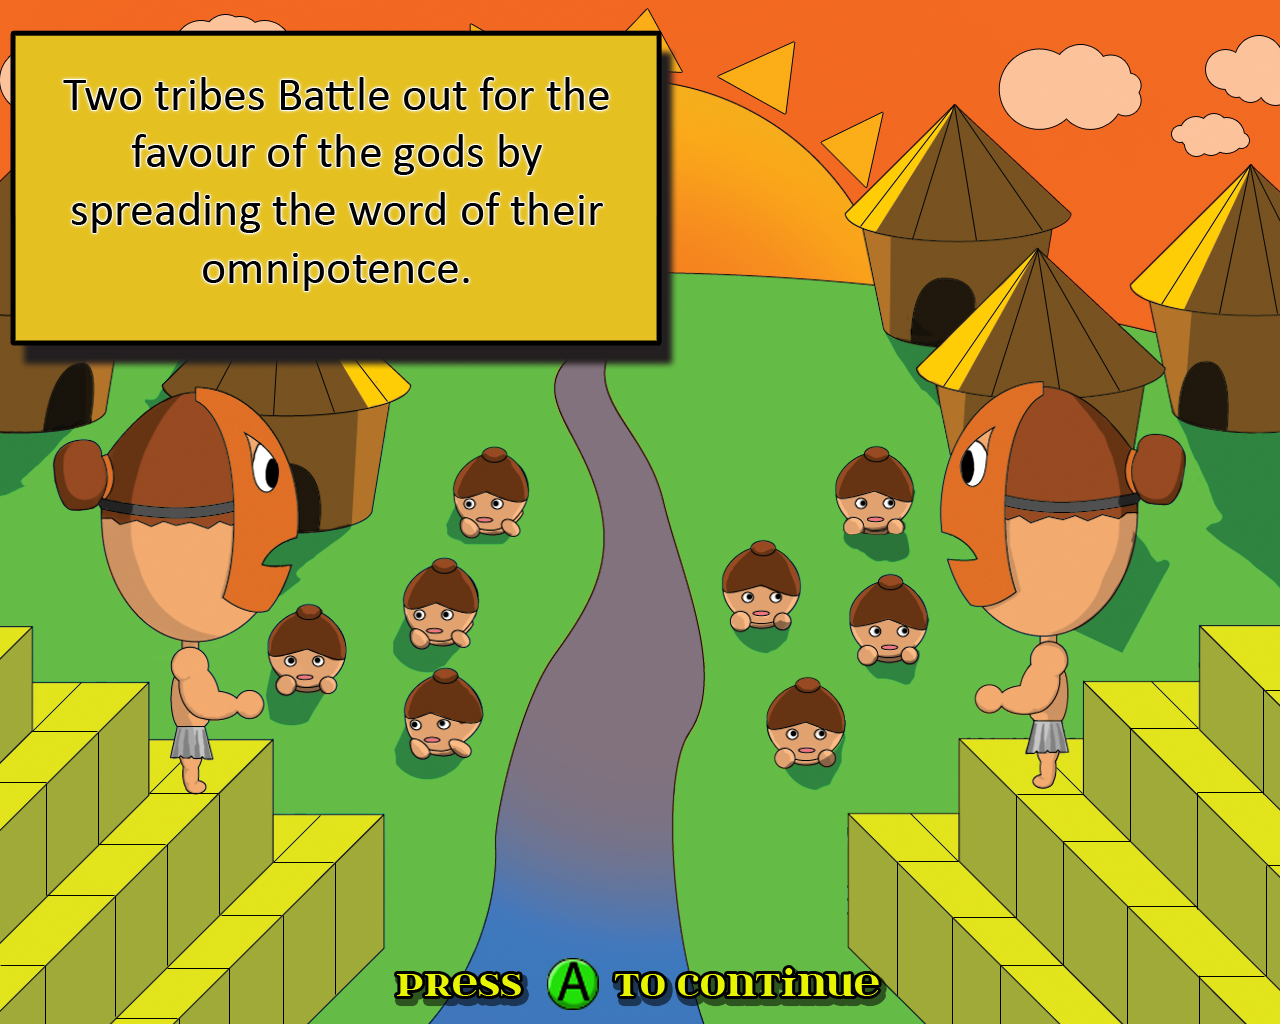 Two tribes Battle out for the
favour of the gods by
spreading the word of their
omnipotence.
PRESS A TO conTinue